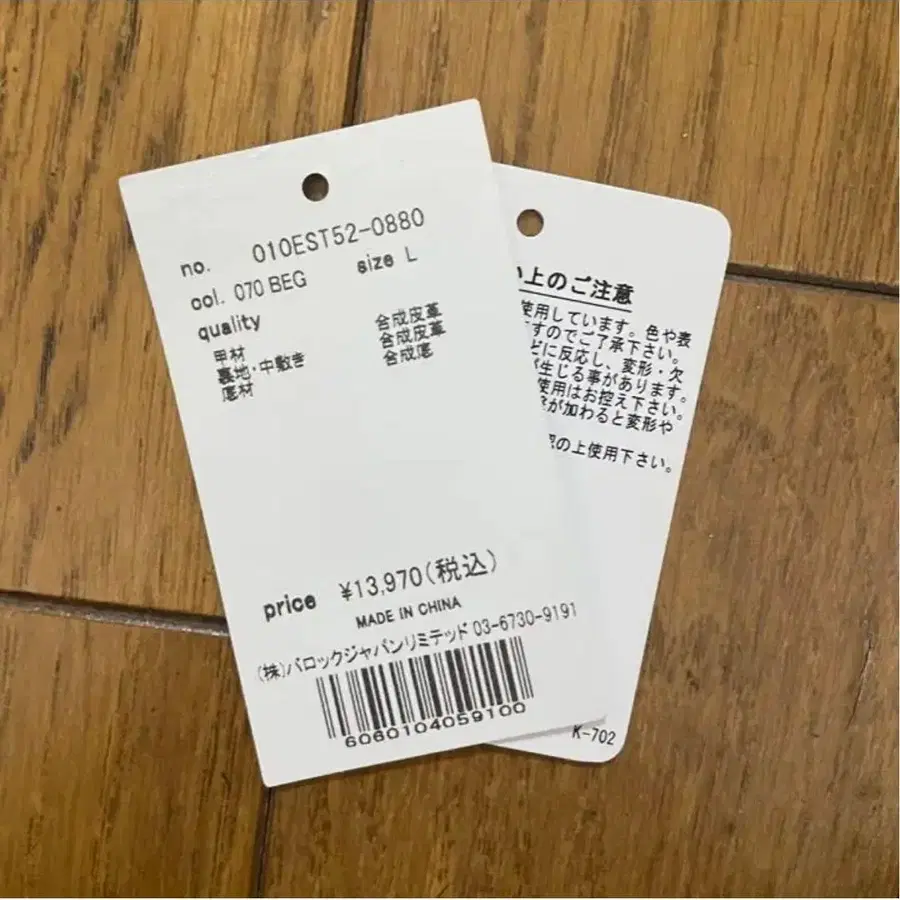 no. 010EST52-0880
col. 070 BEG size L
quality
甲材 合成皮革
裏地・中敷き 合成皮革
底材 合成底
price ¥13,970(税込)
MADE IN CHINA
(株)バロックジャパンリミテッド 03-6730-9191
6060104059100
上のご注意
使用しています。色や表
すのでご了承下さい。
どに反応し、変形・欠
が生じる事があります。
使用はお控え下さい。
が加わると変形や
の上使用下さい。
K-702